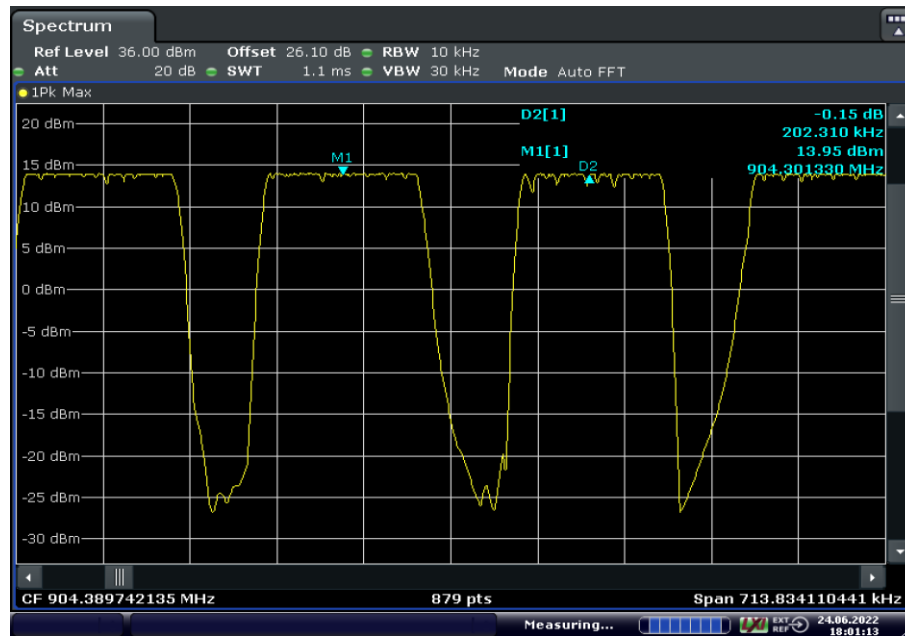 Spectrum
Ref Level 36.00 dBm Offset 26.10 dB RBW 10 kHz
Att 20 dB SWT 1.1 ms VBW 30 kHz Mode Auto FFT
1Pk Max
D2[1] -0.15 dB
202.310 kHz
M1[1] 13.95 dBm
904.301330 MHz
20 dBm
15 dBm
M1
D2
10 dBm
5 dBm
0 dBm
-5 dBm
-10 dBm
-15 dBm
-20 dBm
-25 dBm
-30 dBm
CF 904.389742135 MHz 879 pts Span 713.834110441 kHz
Measuring... LXI EXT REF 24.06.2022
18:01:13